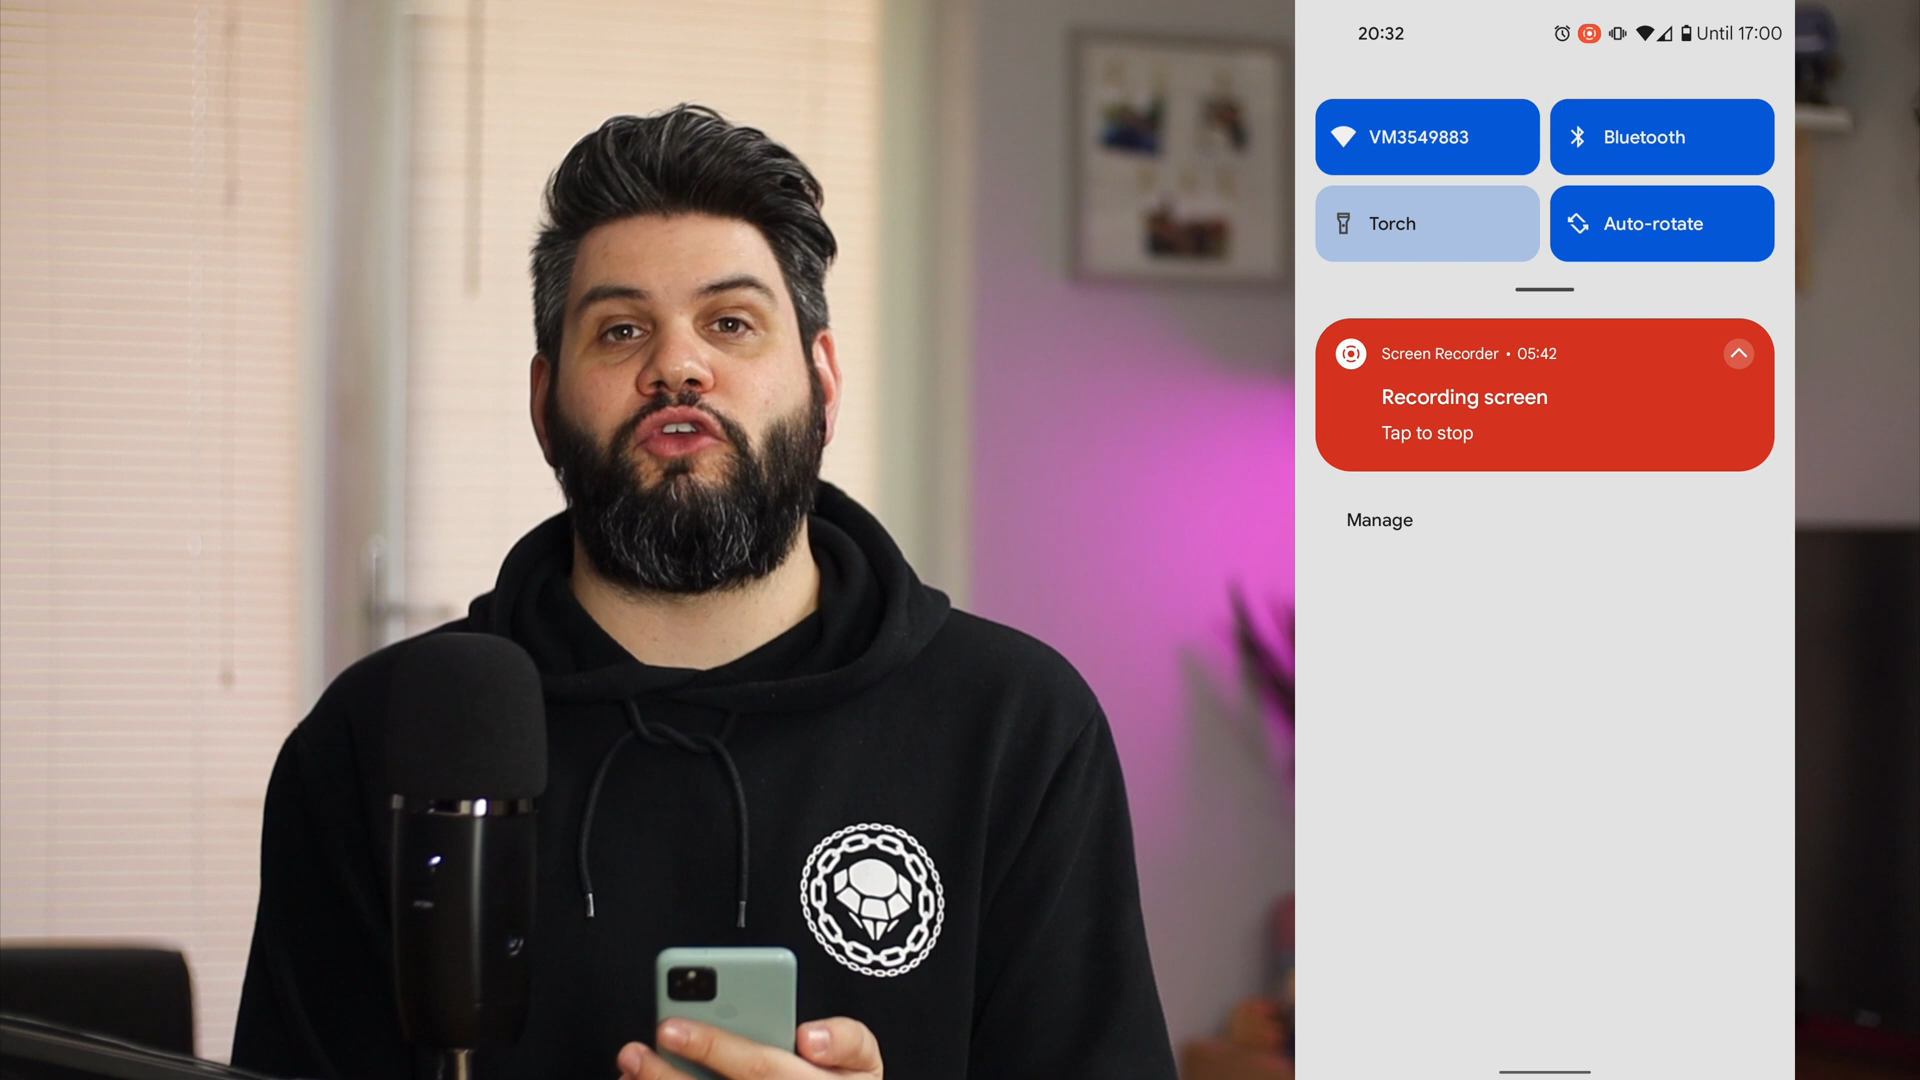 20:32
Until 17:00
VM3549883
Bluetooth
Torch
Auto-rotate
Screen Recorder • 05:42
Recording screen
Tap to stop
Manage